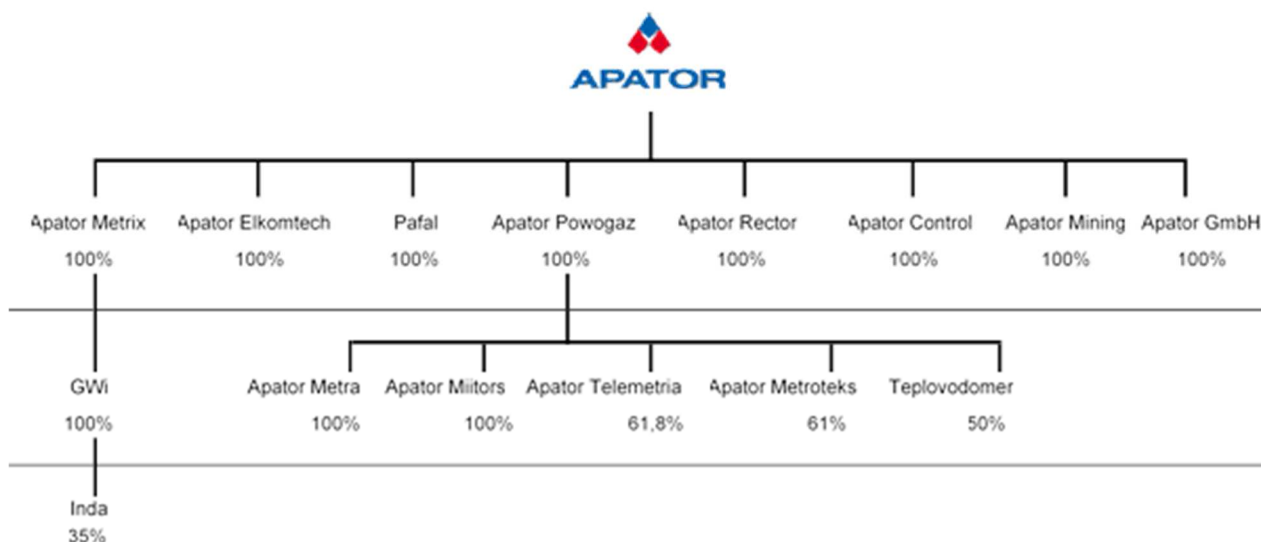 APATOR
Apator Metrix Apator Elkomtech Pafal Apator Powogaz Apator Rector Apator Control Apator Mining Apator GmbH
100% 100% 100% 100% 100% 100% 100% 100%
GWi Apator Metra Apator Miitors Apator Telemetria Apator Metroteks Teplovodomer
100% 100% 100% 61,8% 61% 50%
Inda
35%